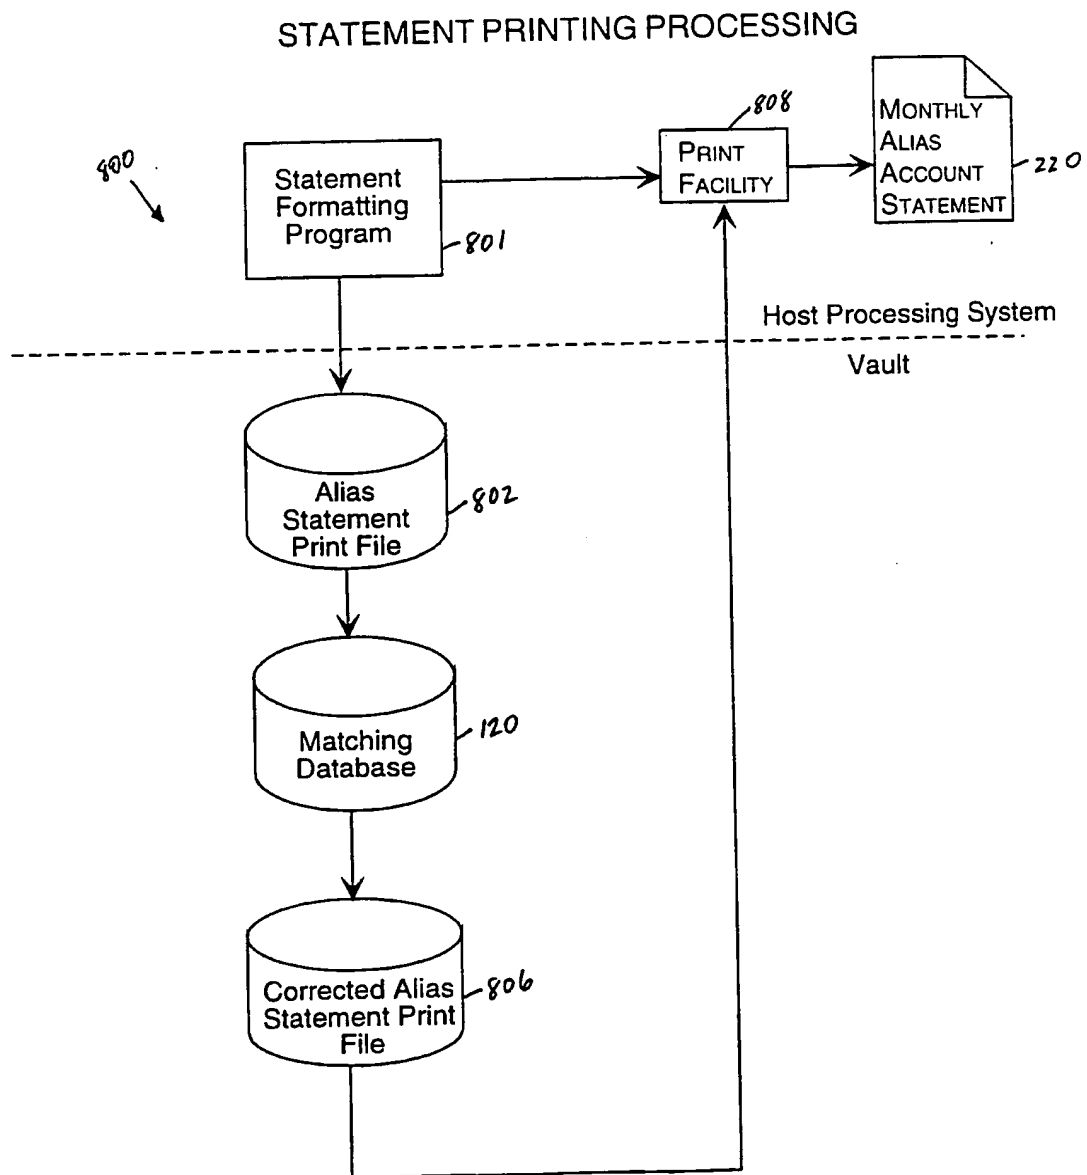 STATEMENT PRINTING PROCESSING
808
MONTHLY
ALIAS
ACCOUNT
STATEMENT
220
PRINT
FACILITY
800
Statement
Formatting
Program
801
Host Processing System
Vault
Alias
Statement
Print File
802
Matching
Database
120
Corrected Alias
Statement Print
File
806